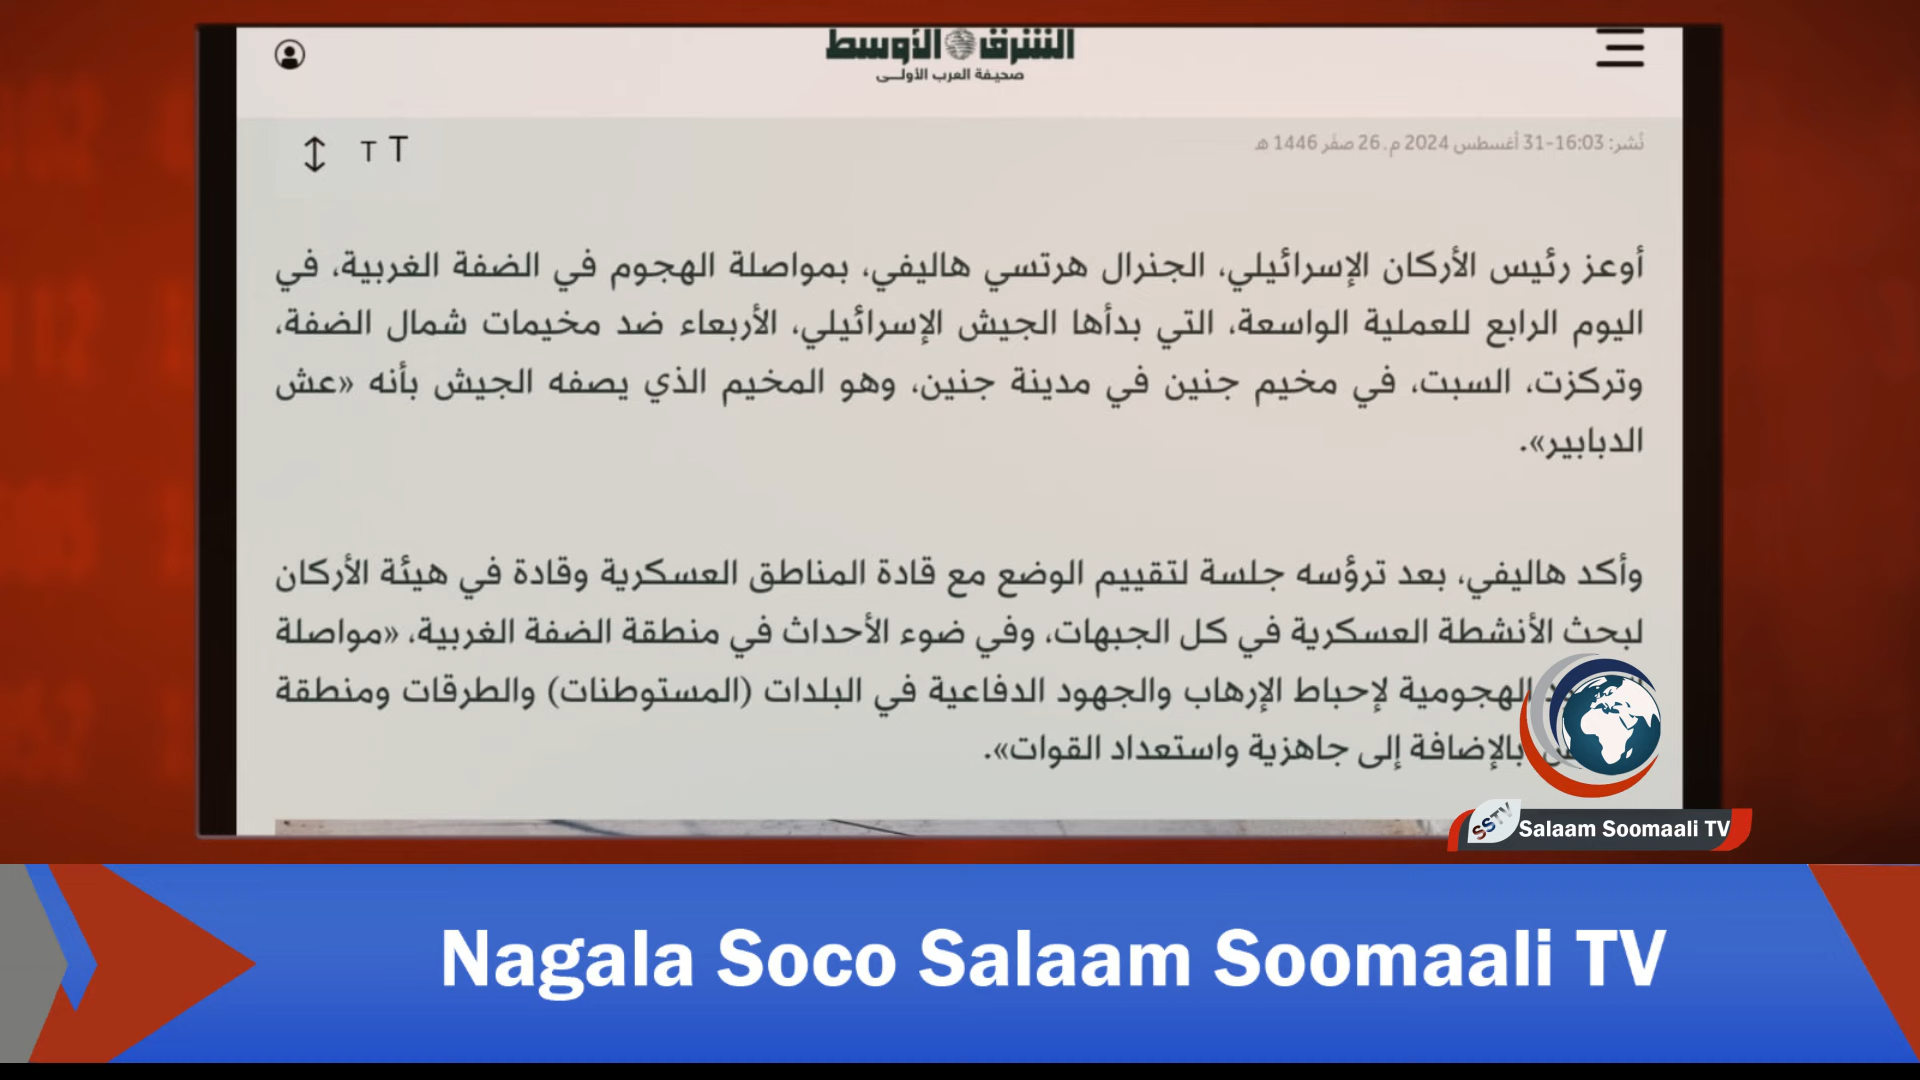 الشرق الأوسط
صحيفة العرب الأولـى
T T
نُشر: 16:03-31 أغسطس 2024 م ـ 26 صفَر 1446 هـ
أوعز رئيس الأركان الإسرائيلي، الجنرال هرتسي هاليفي، بمواصلة الهجوم في الضفة الغربية، في
اليوم الرابع للعملية الواسعة، التي بدأها الجيش الإسرائيلي، الأربعاء ضد مخيمات شمال الضفة،
وتركزت، السبت، في مخيم جنين في مدينة جنين، وهو المخيم الذي يصفه الجيش بأنه «عش
الدبابير».
وأكد هاليفي، بعد ترؤسه جلسة لتقييم الوضع مع قادة المناطق العسكرية وقادة في هيئة الأركان
لبحث الأنشطة العسكرية في كل الجبهات، وفي ضوء الأحداث في منطقة الضفة الغربية، «مواصلة
الهجومية لإحباط الإرهاب والجهود الدفاعية في البلدات (المستوطنات) والطرقات ومنطقة
بالإضافة إلى جاهزية واستعداد القوات».
SSTV Salaam Soomaali TV
Nagala Soco Salaam Soomaali TV